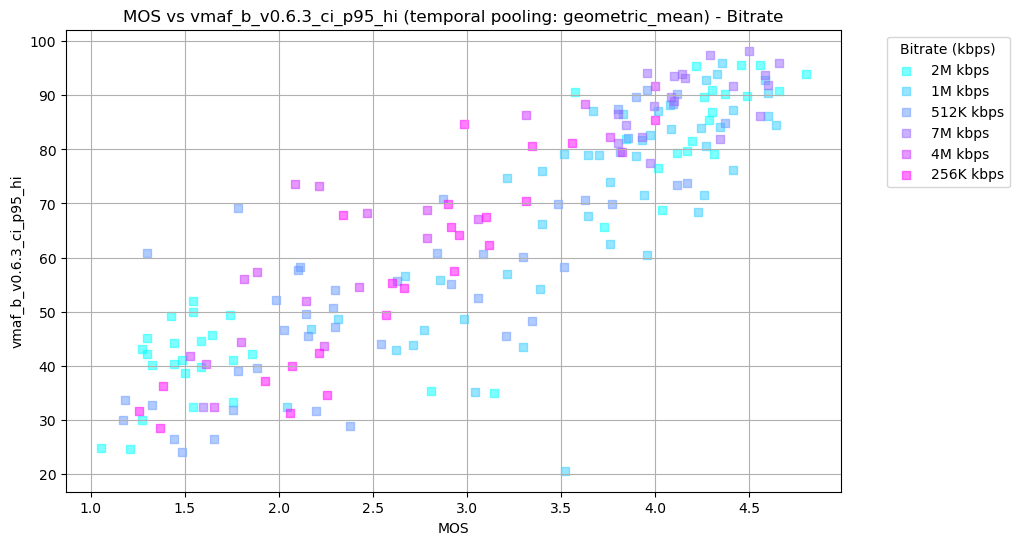 MOS vs vmaf_b_v0.6.3_ci_p95_hi (temporal pooling: geometric_mean) - Bitrate
100
90
80
70
60
50
40
30
20
vmaf_b_v0.6.3_ci_p95_hi
1.0 1.5 2.0 2.5 3.0 3.5 4.0 4.5
MOS
Bitrate (kbps)
2M kbps
1M kbps
512K kbps
7M kbps
4M kbps
256K kbps